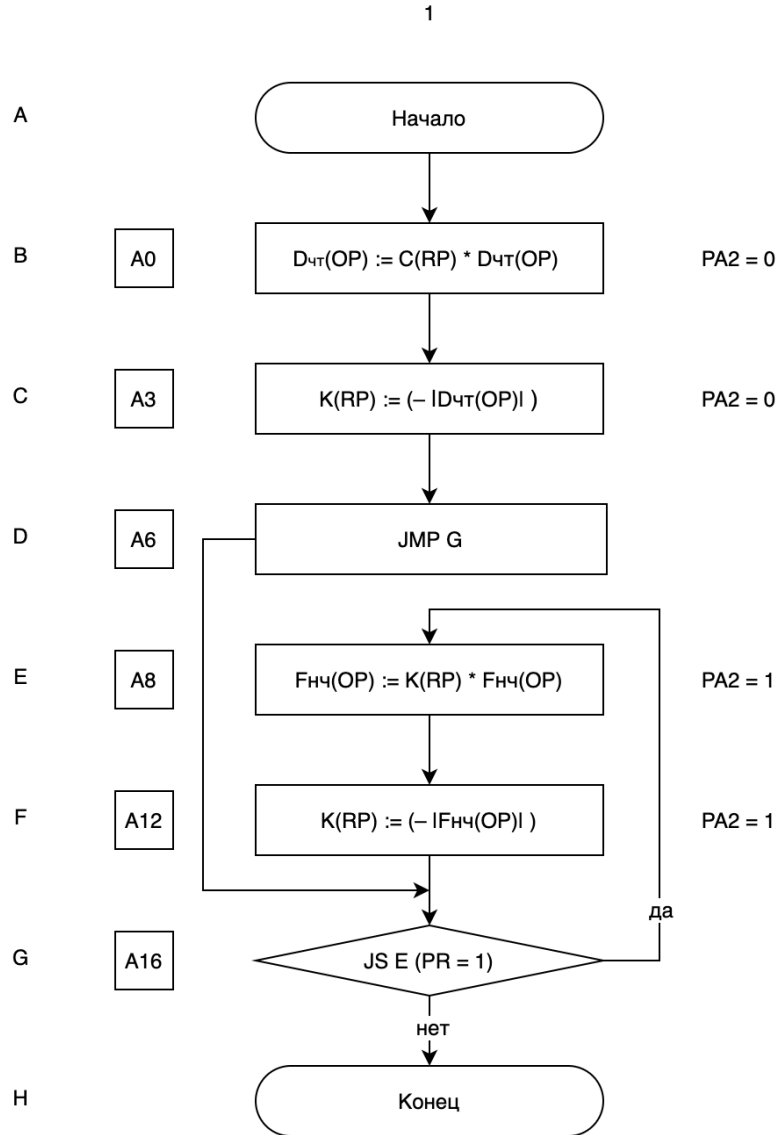 1
A
Начало
B
A0
Dчт(OP) := C(RP) * Dчт(OP)
PA2 = 0
C
A3
K(RP) := (– |Dчт(OP)| )
PA2 = 0
D
A6
JMP G
E
A8
Fнч(OP) := K(RP) * Fнч(OP)
PA2 = 1
F
A12
K(RP) := (– |Fнч(OP)| )
PA2 = 1
да
G
A16
JS E (PR = 1)
нет
H
Конец